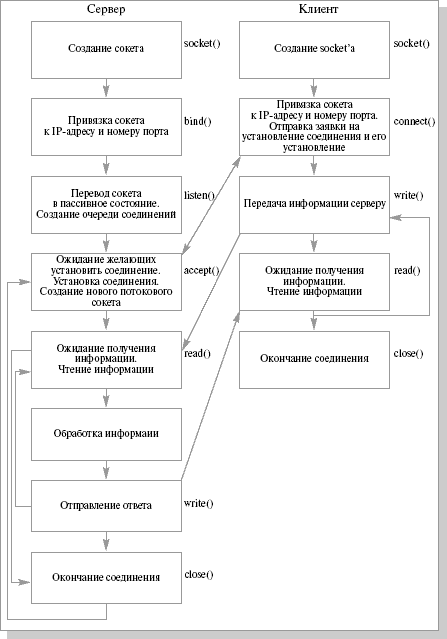 Сервер
Создание сокета
socket()
Привязка сокета
к IP-адресу и номеру порта
bind()
Перевод сокета
в пассивное состояние.
Создание очереди соединений
listen()
Ожидание желающих
установить соединение.
Установка соединения.
Создание нового потокового
сокета
accept()
Ожидание получения
информации.
Чтение информации
read()
Обработка информаии
Отправление ответа
write()
Окончание соединения
close()
Клиент
Создание socket'а
socket()
Привязка сокета
к IP-адресу и номеру порта.
Отправка заявки на
установление соединения и его
установление
connect()
Передача информации серверу
write()
Ожидание получения
информации.
Чтение информации
read()
Окончание соединения
close()